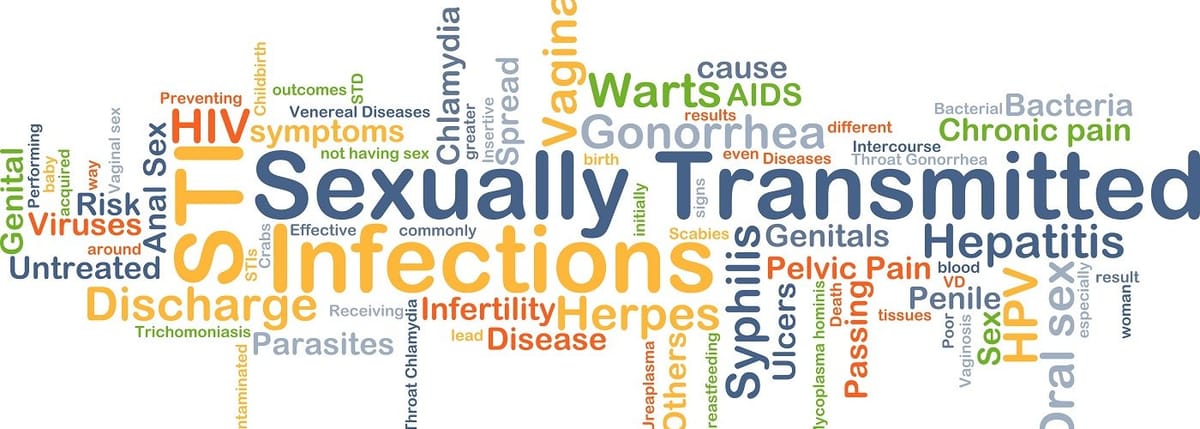 Sexually Transmitted
Infections
STI
Chlamydia
Vagina
cause
Warts
AIDS
results
Gonorrhea
different
Bacterial
Bacteria
Chronic pain
Intercourse
Throat Gonorrhea
even
Diseases
birth
signs
initially
Childbirth
outcomes
STD
Preventing
Venereal Diseases
HIV
symptoms
not having sex
greater
Insertive
Spread
Genital
Performing
baby
acquired
way
Vaginal sex
Risk
Anal Sex
Viruses
around
Untreated
STIs
Crabs
Effective
commonly
Scabies
Genitals
Hepatitis
Syphilis
Pelvic Pain
blood
VD
result
Discharge
Receiving
Infertility
Herpes
Ulcers
Death
Passing
tissues
Penile
Poor
Vaginosis
Sex
HPV
Oral sex
especially
woman
Trichomoniasis
Parasites
lead
Disease
Throat Chlamydia
ntaminated
Ureaplasma
Others
reastfeeding
Mycoplasma hominis